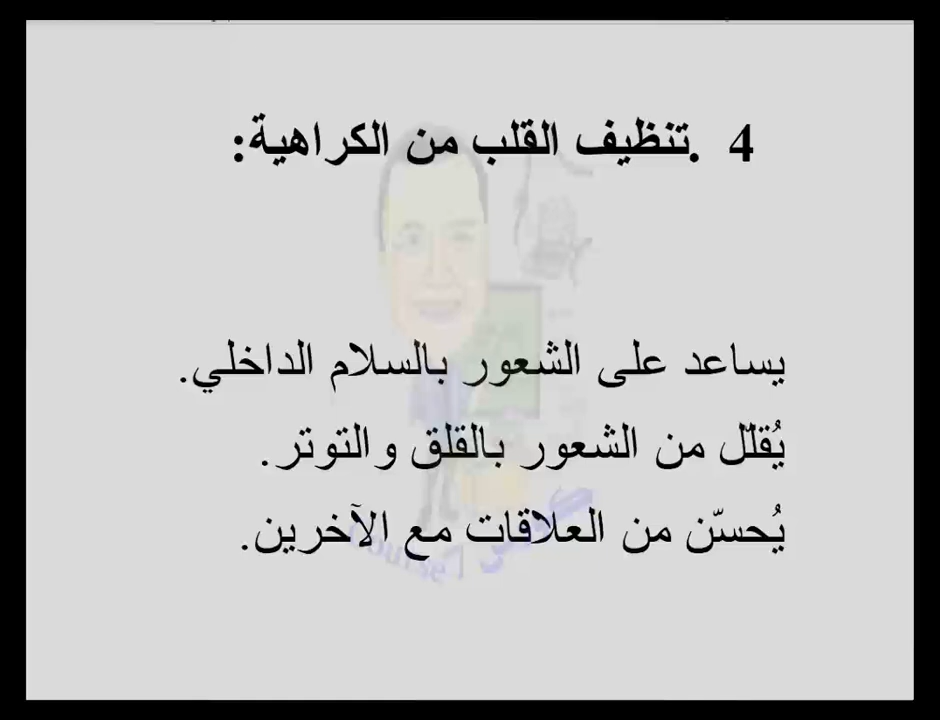 4 .تنظيف القلب من الكراهية:
يساعد على الشعور بالسلام الداخلي.
يُقلّل من الشعور بالقلق والتوتر.
يُحسّن من العلاقات مع الآخرين.